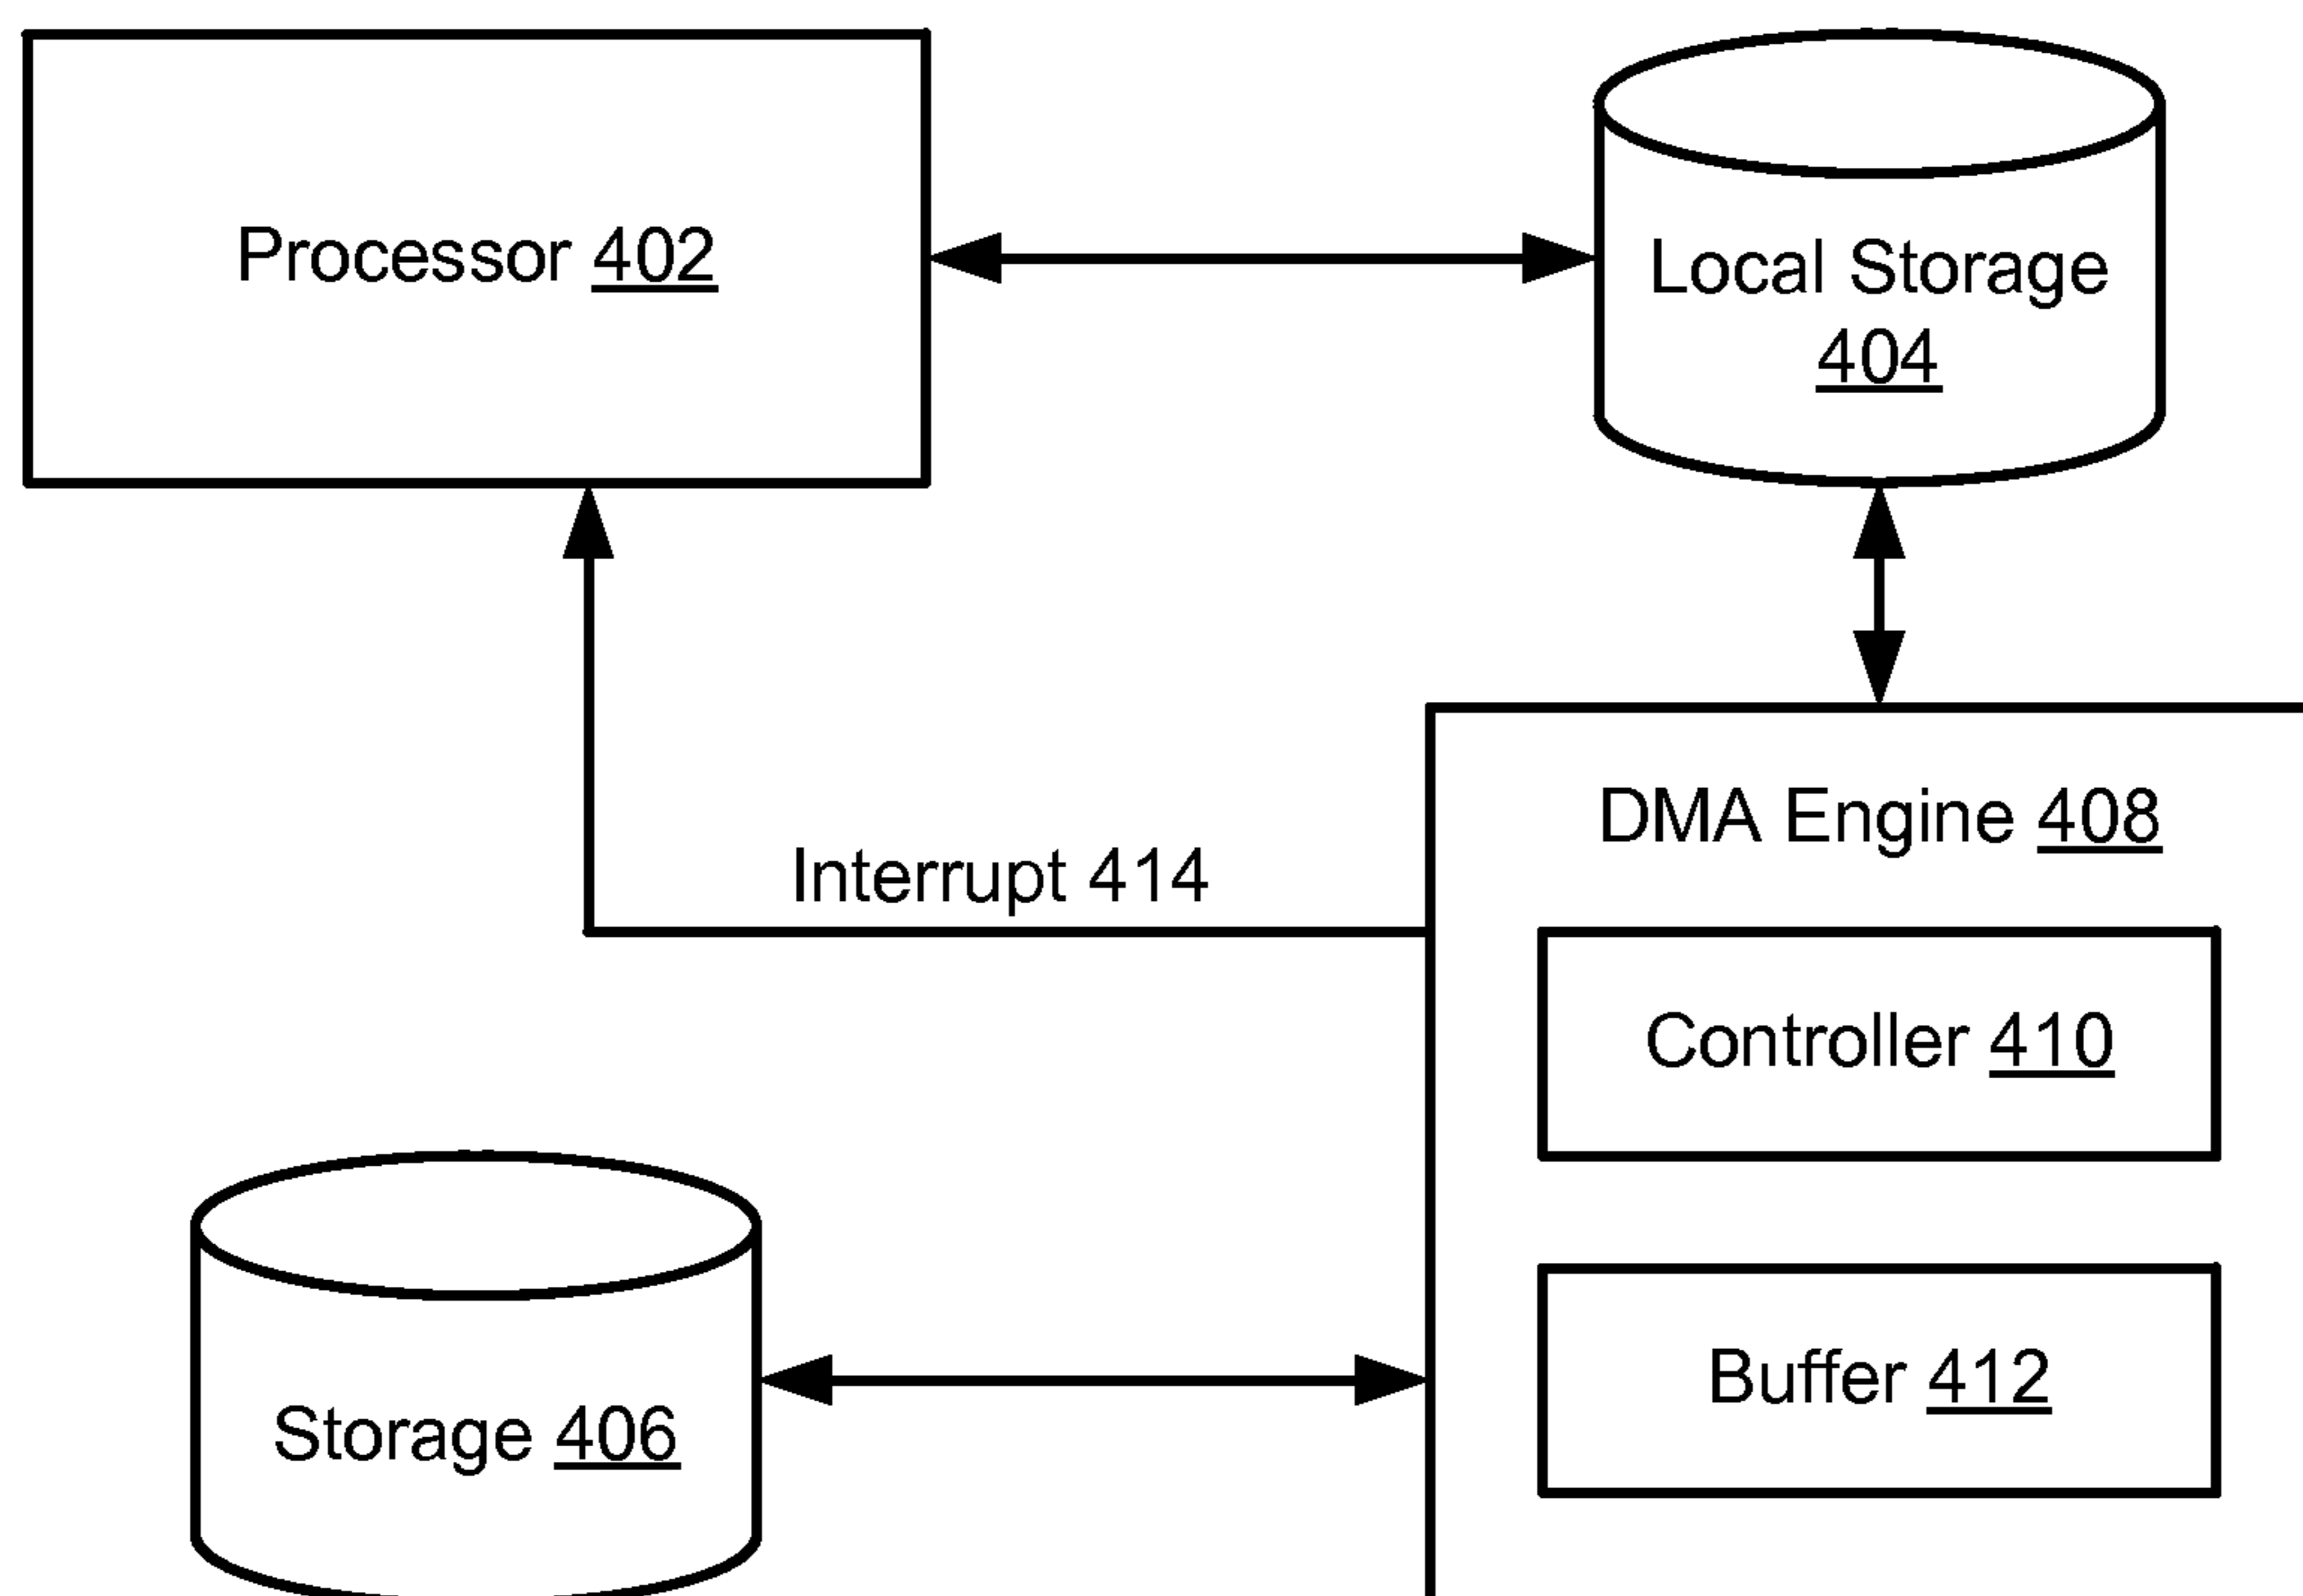 Processor 402
Local Storage
404
DMA Engine 408
Interrupt 414
Controller 410
Buffer 412
Storage 406